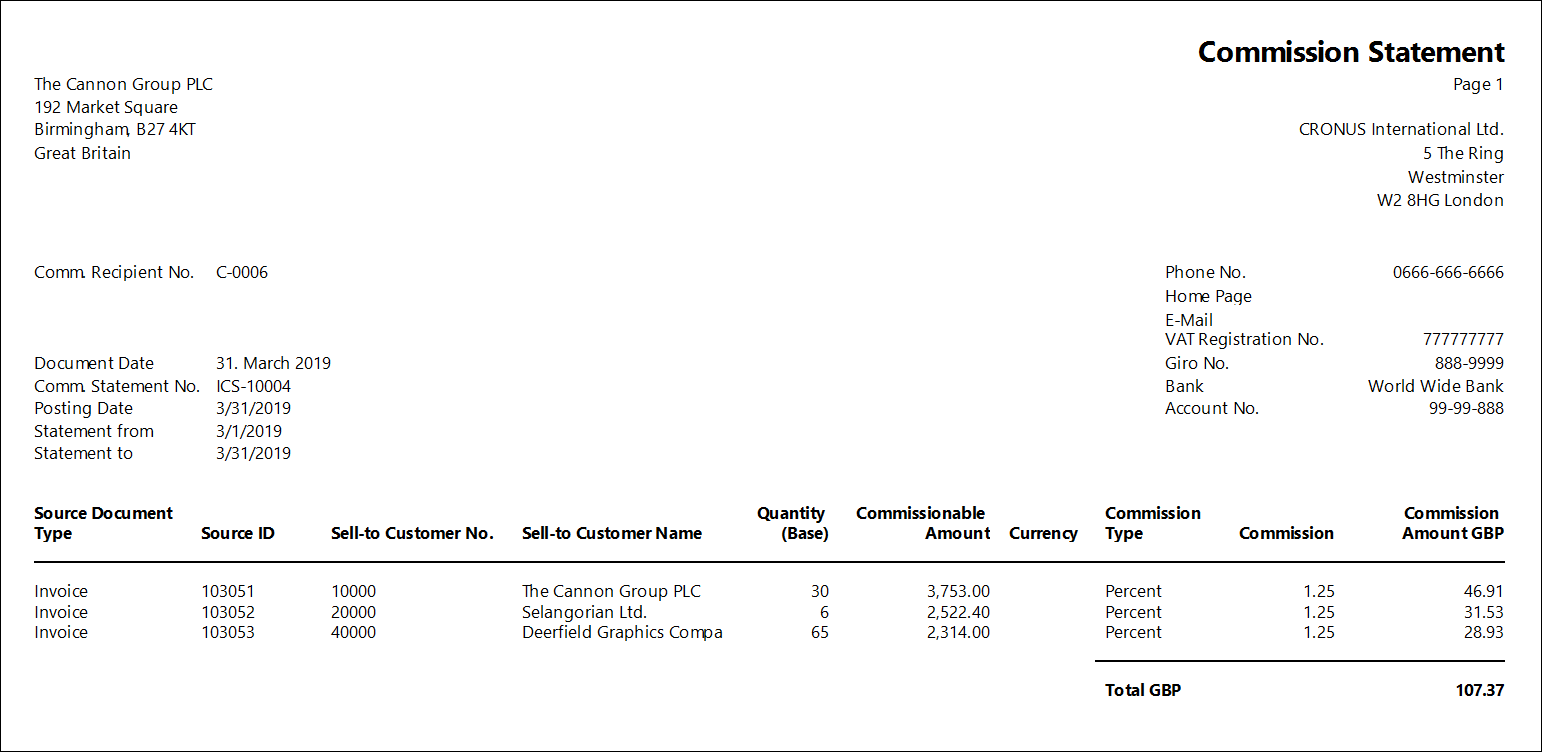 Commission Statement
The Cannon Group PLC Page 1
192 Market Square
Birmingham, B27 4KT CRONUS International Ltd.
Great Britain 5 The Ring
Westminster
W2 8HG London
Comm. Recipient No. C-0006 Phone No. 0666-666-6666
Home Page
E-Mail
VAT Registration No. 777777777
Document Date 31. March 2019 Giro No. 888-9999
Comm. Statement No. ICS-10004 Bank World Wide Bank
Posting Date 3/31/2019 Account No. 99-99-888
Statement from 3/1/2019
Statement to 3/31/2019
Source Document Quantity Commissionable Commission Commission
Type Source ID Sell-to Customer No. Sell-to Customer Name (Base) Amount Currency Type Commission Amount GBP
Invoice 103051 10000 The Cannon Group PLC 30 3,753.00 Percent 1.25 46.91
Invoice 103052 20000 Selangorian Ltd. 6 2,522.40 Percent 1.25 31.53
Invoice 103053 40000 Deerfield Graphics Compa 65 2,314.00 Percent 1.25 28.93
Total GBP 107.37